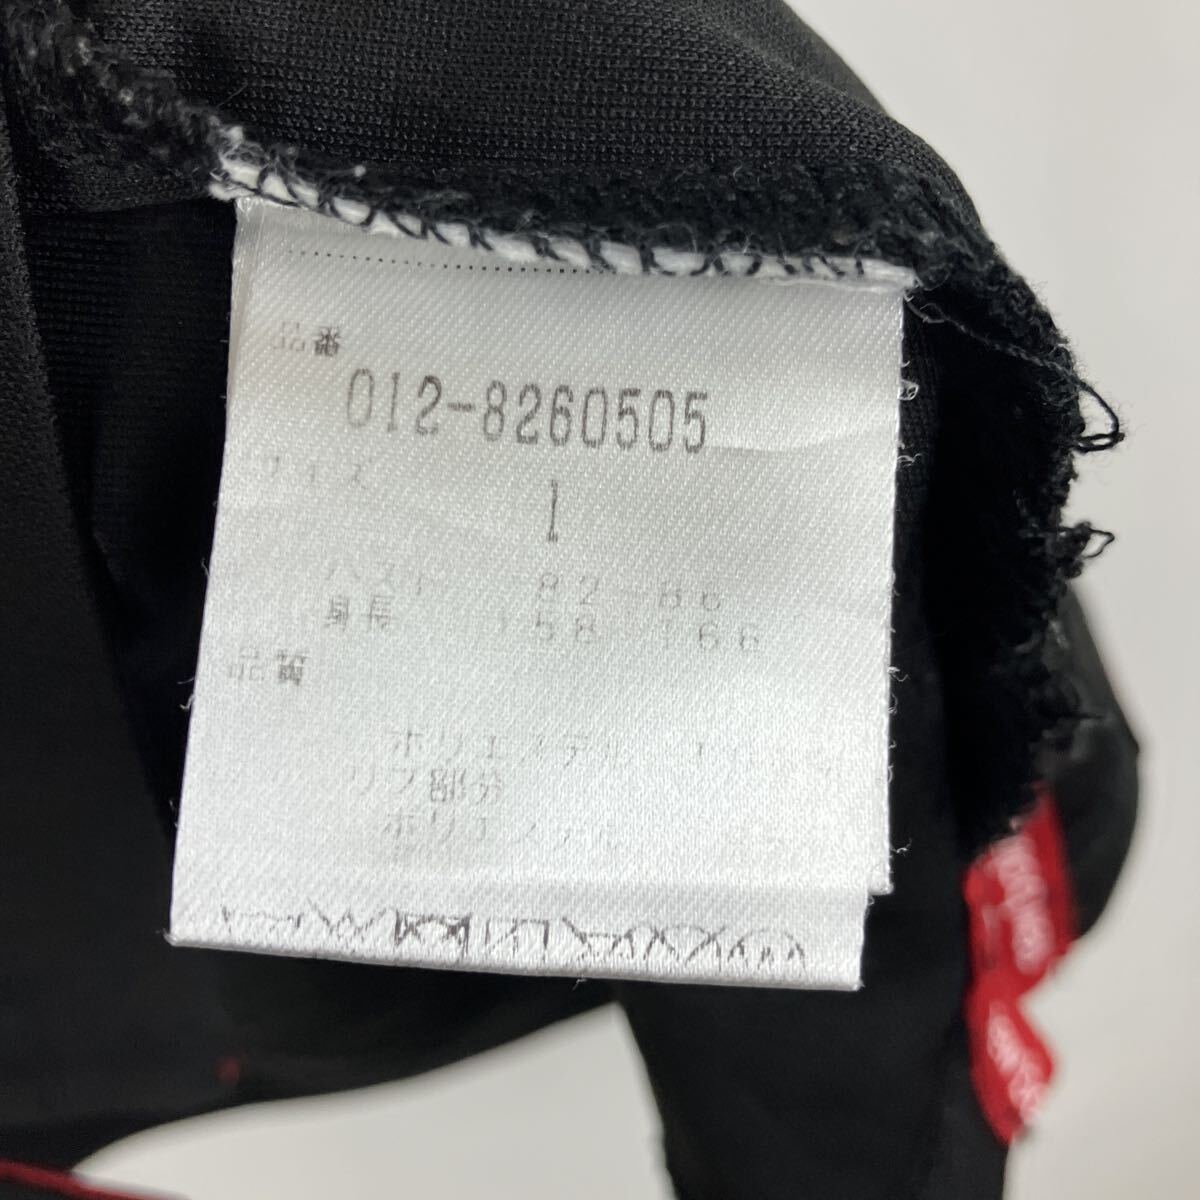 品番
012-8260505
サイズ
1
バスト 82-86
身長 158-166
品質
ポリエステル
リブ部分
ポリエステル